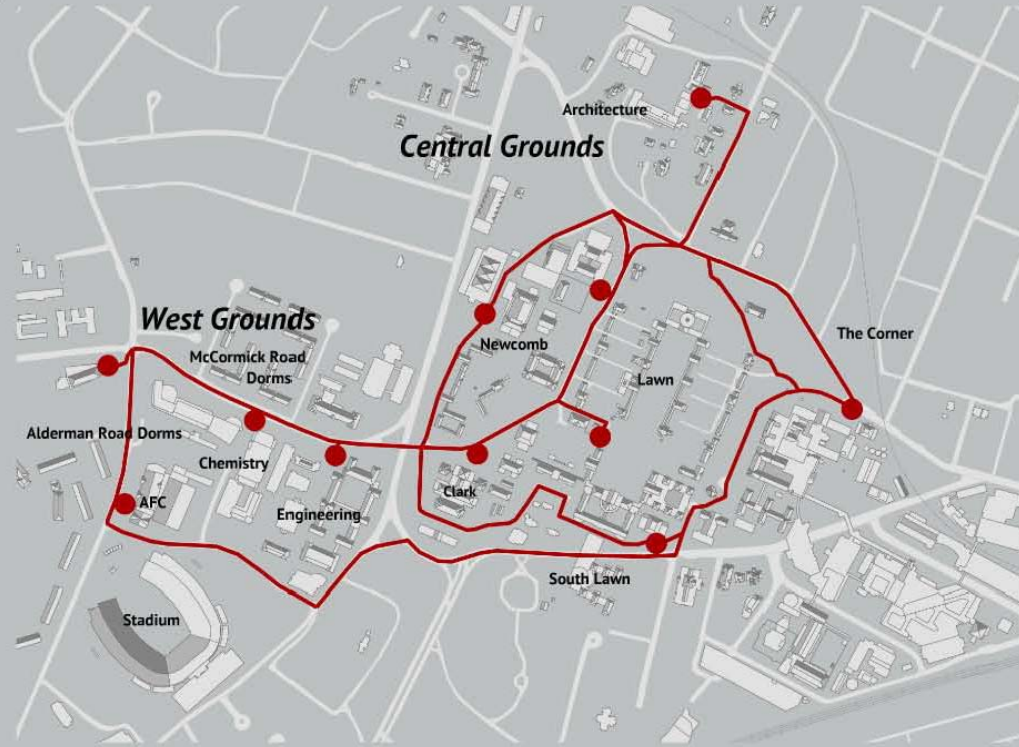 Architecture
Central Grounds
West Grounds
The Corner
Newcomb
McCormick Road
Dorms
Lawn
Alderman Road Dorms
Chemistry
Clark
AFC
Engineering
South Lawn
Stadium